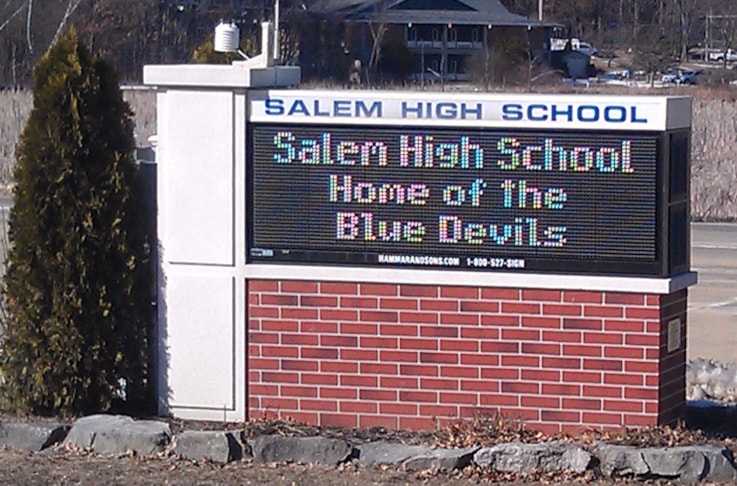 SALEM HIGH SCHOOL
Salem High School
Home of the
Blue Devils
HAMMARANDSONS.COM 1-800-527-SIGN